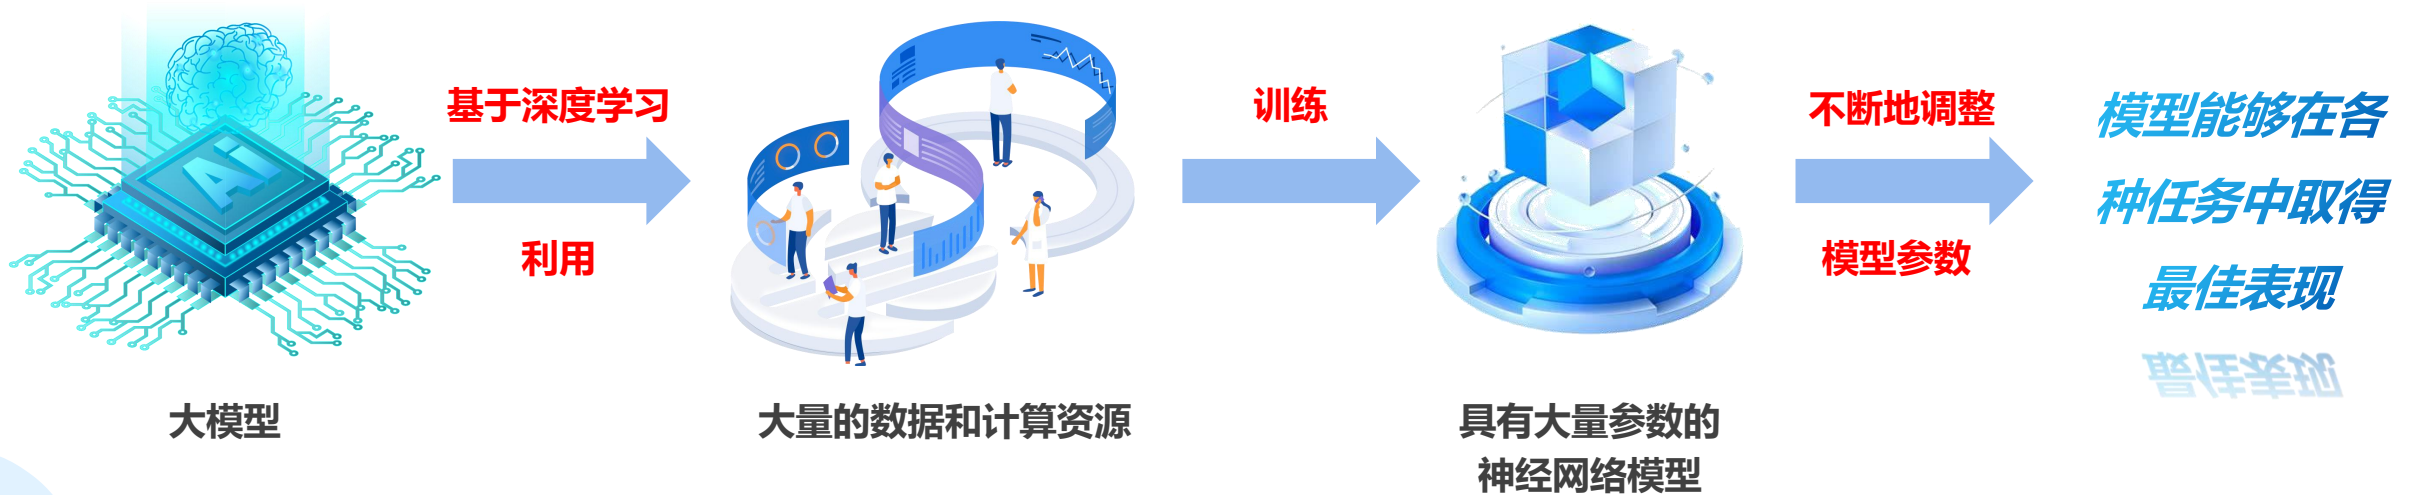 Ai
基于深度学习
利用
大模型
大量的数据和计算资源
训练
具有大量参数的
神经网络模型
不断地调整
模型参数
模型能够在各
种任务中取得
最佳表现